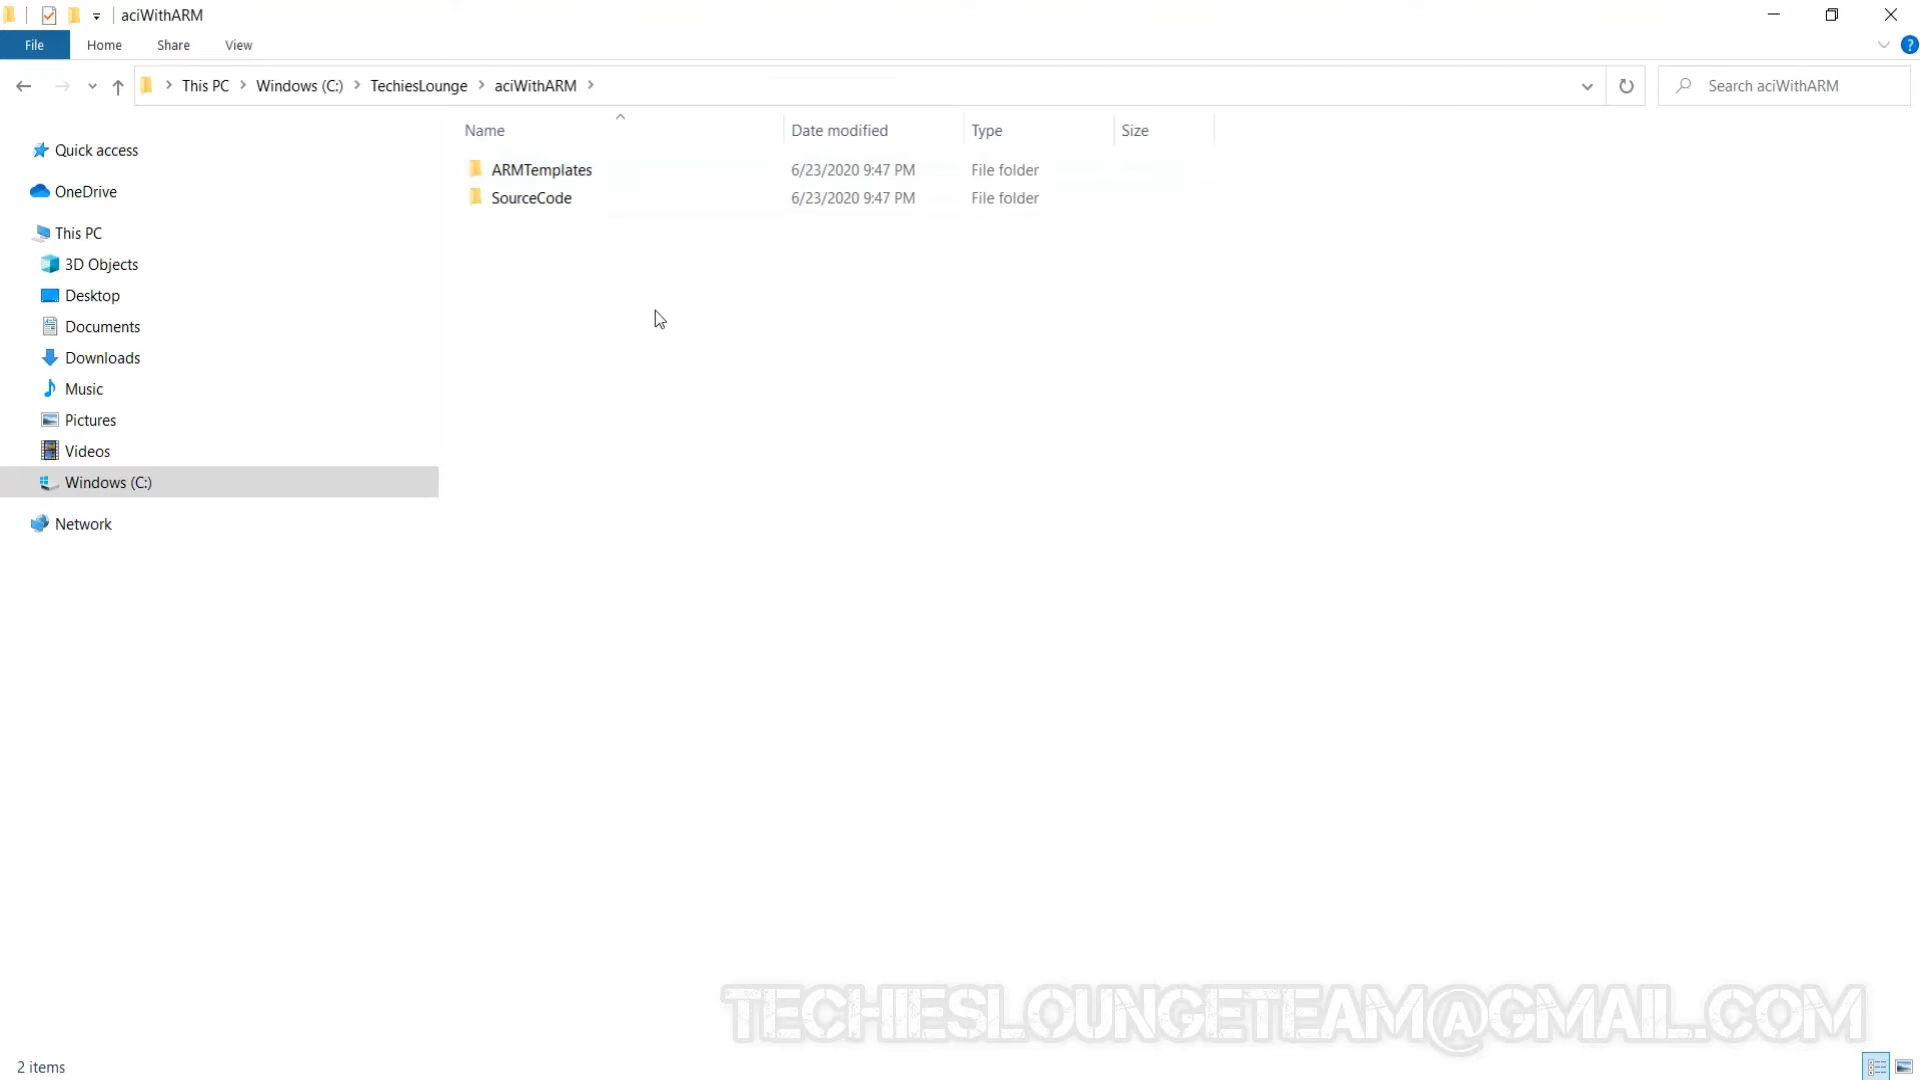 aciWithARM
File Home Share View
This PC Windows (C:) TechiesLounge aciWithARM
Search aciWithARM
Name Date modified Type Size
ARMTemplates 6/23/2020 9:47 PM File folder
SourceCode 6/23/2020 9:47 PM File folder
Quick access
OneDrive
This PC
3D Objects
Desktop
Documents
Downloads
Music
Pictures
Videos
Windows (C:)
Network
TECHIESLOUNGETEAM@GMAIL.COM
2 items